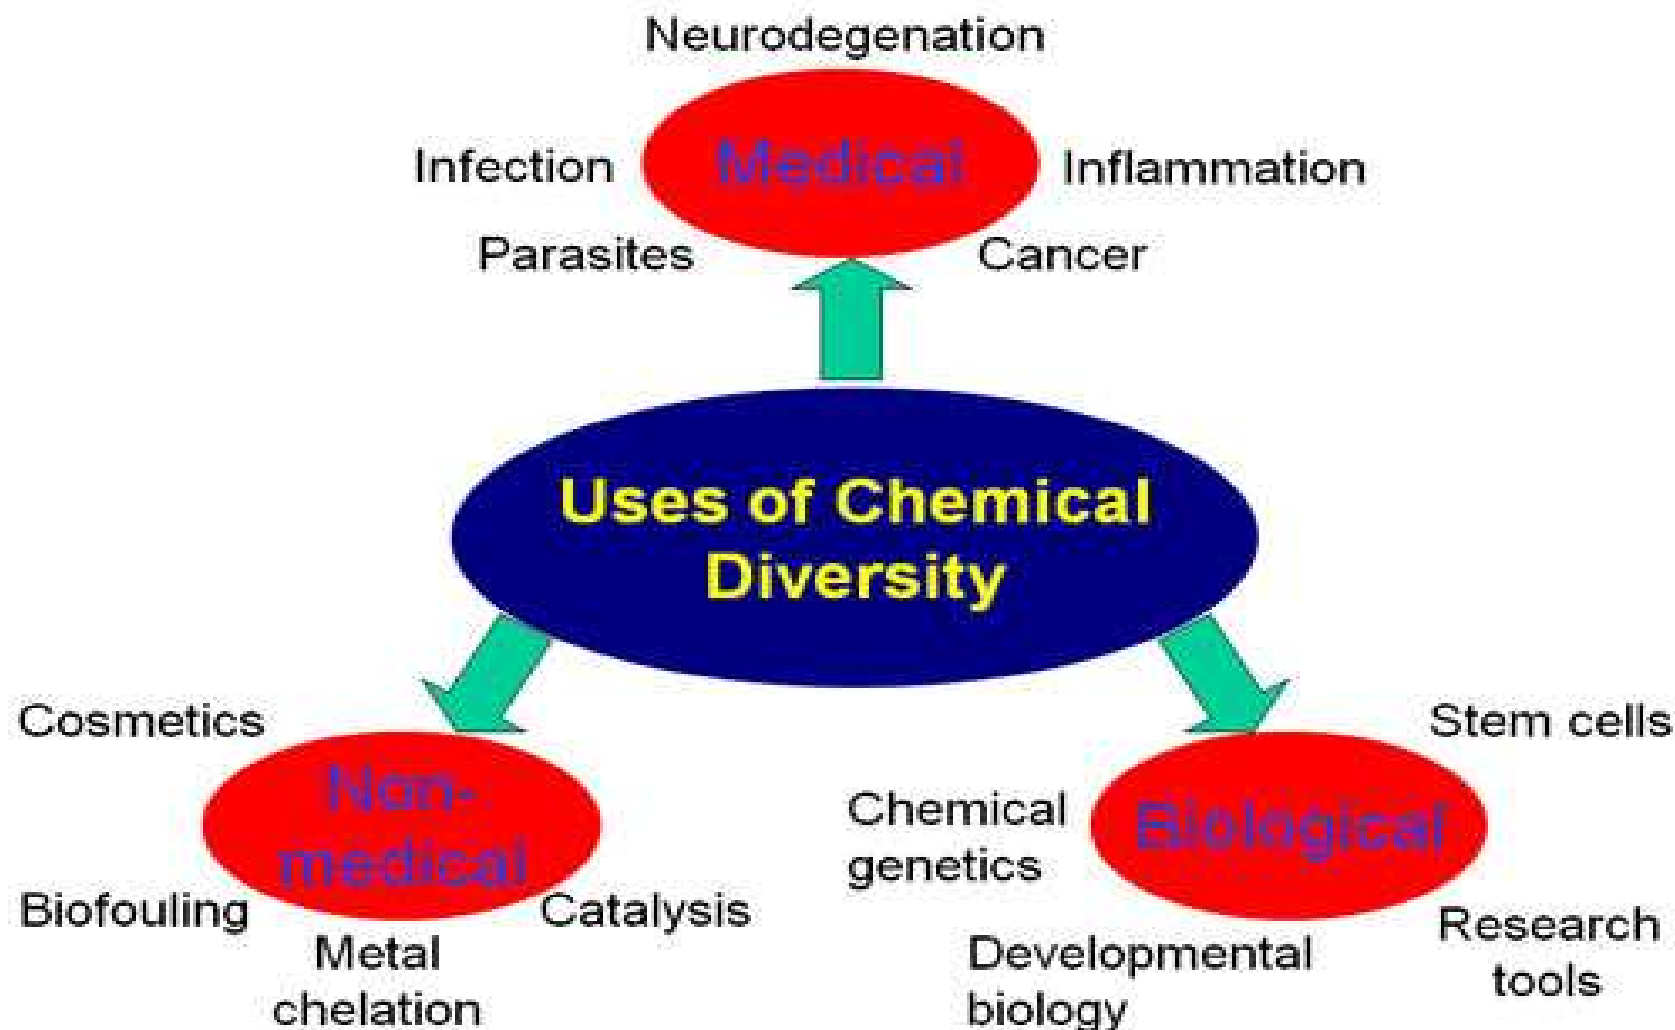 Neurodegenation
Medical
Infection
Inflammation
Parasites
Cancer
Uses of Chemical
Diversity
Cosmetics
Non-
medical
Biofouling
Catalysis
Metal
chelation
Stem cells
Chemical
genetics
Biological
Developmental
biology
Research
tools